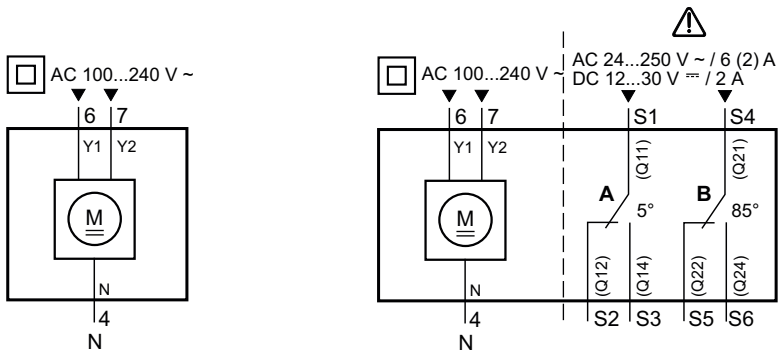 AC 100...240 V ~
6 7
Y1 Y2
M
N
4
N
AC 100...240 V ~
6 7
Y1 Y2
M
N
4
N
AC 24...250 V ~ / 6 (2) A
DC 12...30 V ⎓ / 2 A
S1 S4
(Q11) (Q21)
A 5° B 85°
(Q12) (Q14) (Q22) (Q24)
S2 S3 S5 S6